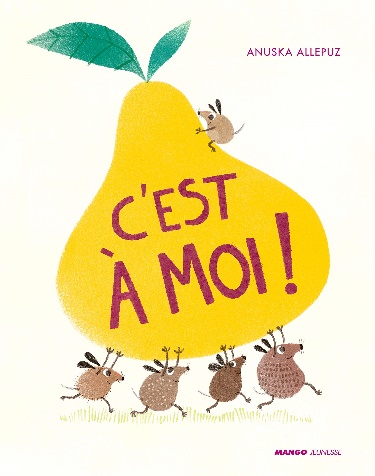 ANUSKA ALLEPUZ
C'EST
À MOI !
MANGO JEUNESSE